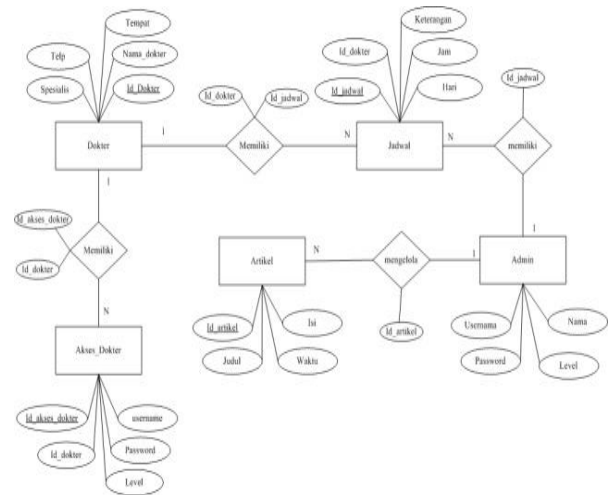 Tempat
Telp
Nama_dokter
Spesialis
Id_Dokter
Dokter
1
Id_dokter
Id_jadwal
Memiliki
N
Keterangan
Id_dokter
Jam
Id_jadwal
Hari
Jadwal
N
Id_jadwal
memiliki
1
1
Id_akses_dokter
Memiliki
Id_dokter
N
Artikel
N
mengelola
1
Admin
Id_artikel
Isi
Judul
Waktu
Id_artikel
Usernama
Nama
Password
Level
Akses_Dokter
Id_akses_dokter
username
Id_dokter
Password
Level